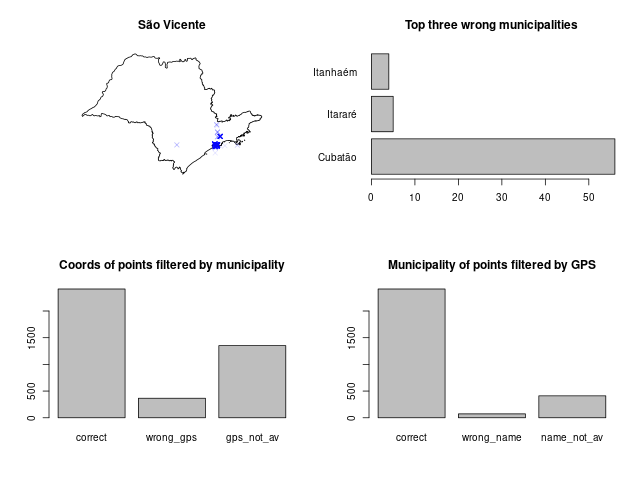 São Vicente
Top three wrong municipalities
Itanhaém
Itararé
Cubatão
0 10 20 30 40 50
Coords of points filtered by municipality
1500
500
0
correct wrong_gps gps_not_av
Municipality of points filtered by GPS
1500
500
0
correct wrong_name name_not_av